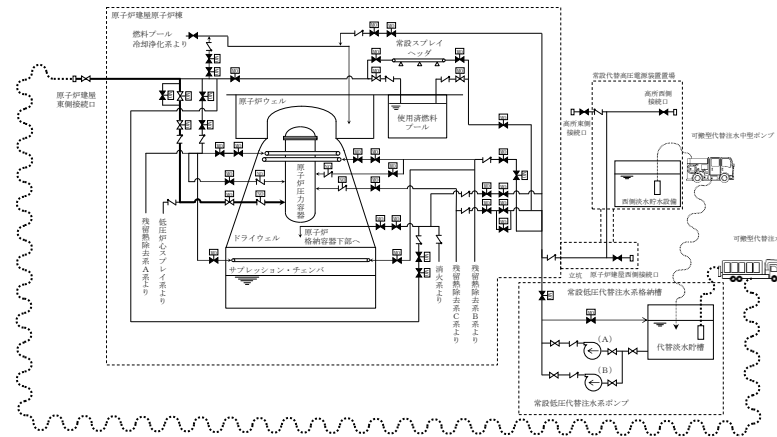 原子炉建屋原子炉棟
燃料プール
冷却浄化系より
常設スプレイ
ヘッダ
原子炉建屋
東側接続口
原子炉ウェル
使用済燃料
プール
常設代替高圧電源装置置場
高所西側
接続口
高所東側
接続口
可搬型代替注水中型ポンプ
西側淡水貯水設備
原子炉圧力容器
残留熱除去系A系より
低圧炉心スプレイ系より
ドライウェル
原子炉
格納容器下部へ
サプレッション・チェンバ
消火系より
残留熱除去系C系より
残留熱除去系B系より
可搬型代替注水
立坑
原子炉建屋西側接続口
常設低圧代替注水系格納槽
(A)
代替淡水貯槽
(B)
常設低圧代替注水系ポンプ